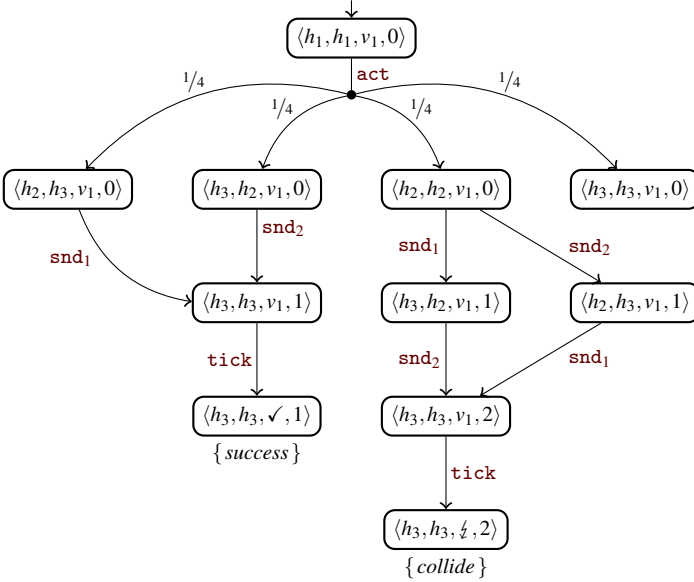 ⟨h₁, h₁, v₁, 0⟩
act
1/4 1/4 1/4 1/4
⟨h₂, h₃, v₁, 0⟩ ⟨h₃, h₂, v₁, 0⟩ ⟨h₂, h₂, v₁, 0⟩ ⟨h₃, h₃, v₁, 0⟩
snd₁ snd₂ snd₁ snd₂
⟨h₃, h₃, v₁, 1⟩ ⟨h₃, h₂, v₁, 1⟩ ⟨h₂, h₃, v₁, 1⟩
tick snd₂ snd₁
⟨h₃, h₃, ✓, 1⟩ ⟨h₃, h₃, v₁, 2⟩
{success}
tick
⟨h₃, h₃, ↯, 2⟩
{collide}